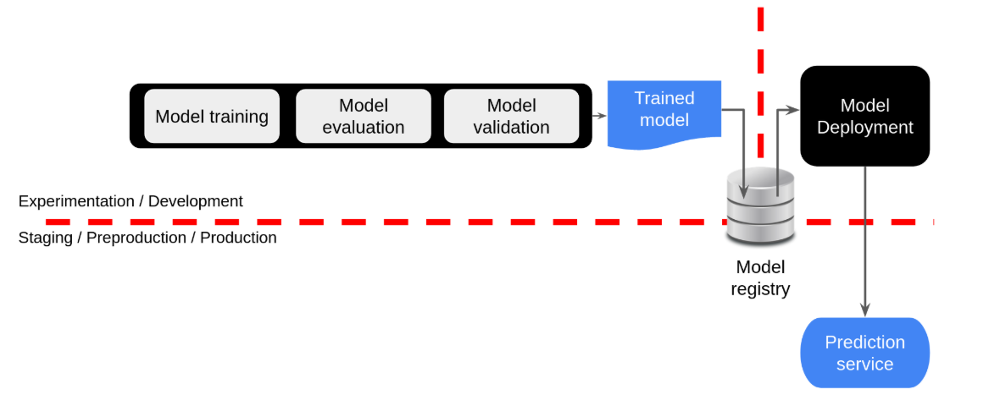 Model training
Model
evaluation
Model
validation
Trained
model
Model
Deployment
Experimentation / Development
Staging / Preproduction / Production
Model
registry
Prediction
service